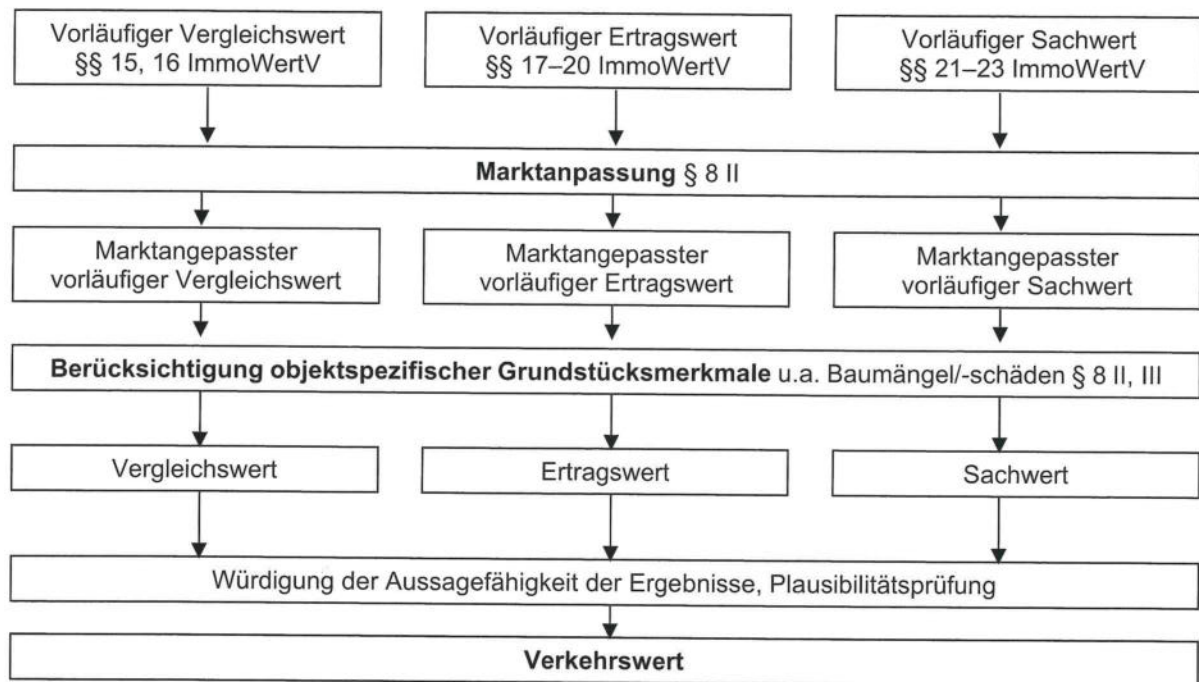 Vorläufiger Vergleichswert
§§ 15, 16 ImmoWertV
Vorläufiger Ertragswert
§§ 17–20 ImmoWertV
Vorläufiger Sachwert
§§ 21–23 ImmoWertV
Marktanpassung § 8 II
Marktangepasster
vorläufiger Vergleichswert
Marktangepasster
vorläufiger Ertragswert
Marktangepasster
vorläufiger Sachwert
Berücksichtigung objektspezifischer Grundstücksmerkmale u.a. Baumängel/-schäden § 8 II, III
Vergleichswert
Ertragswert
Sachwert
Würdigung der Aussagefähigkeit der Ergebnisse, Plausibilitätsprüfung
Verkehrswert